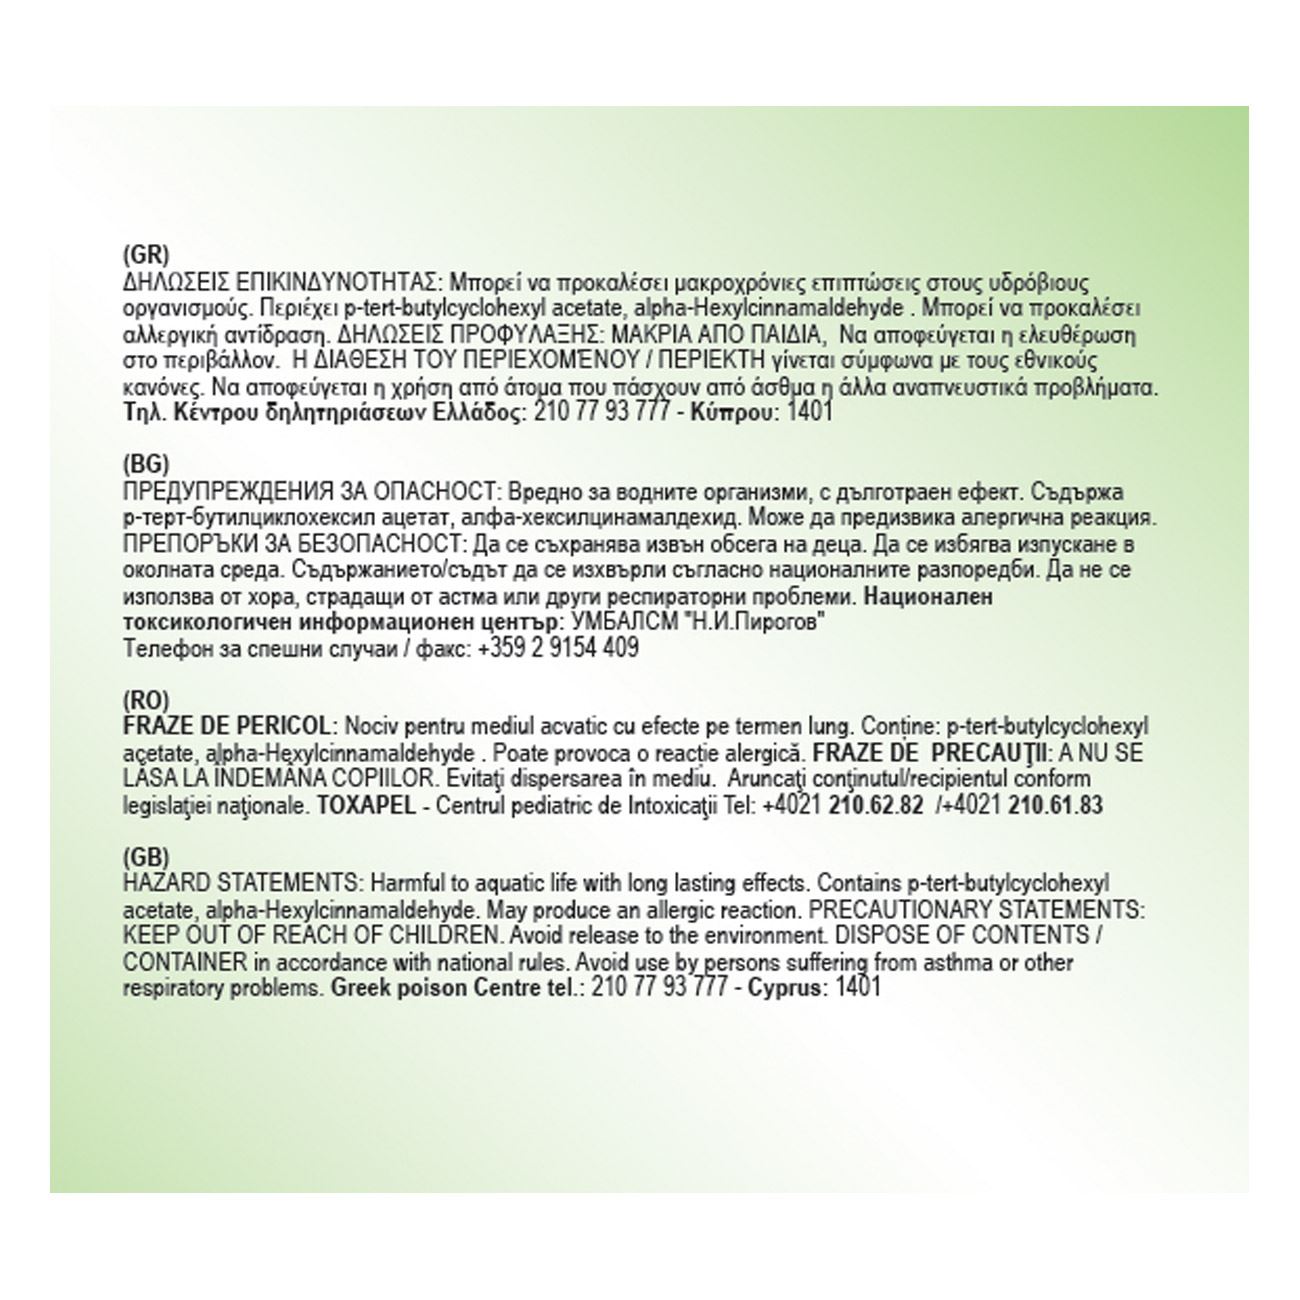 (GR)
ΔΗΛΩΣΕΙΣ ΕΠΙΚΙΝΔΥΝΟΤΗΤΑΣ: Μπορεί να προκαλέσει μακροχρόνιες επιπτώσεις στους υδρόβιους
οργανισμούς. Περιέχει p-tert-butylcyclohexyl acetate, alpha-Hexylcinnamaldehyde . Μπορεί να προκαλέσει
αλλεργική αντίδραση. ΔΗΛΩΣΕΙΣ ΠΡΟΦΥΛΑΞΗΣ: ΜΑΚΡΙΑ ΑΠΟ ΠΑΙΔΙΑ, Να αποφεύγεται η ελευθέρωση
στο περιβάλλον. Η ΔΙΑΘΕΣΗ ΤΟΥ ΠΕΡΙΕΧΟΜΈΝΟΥ / ΠΕΡΙΕΚΤΗ γίνεται σύμφωνα με τους εθνικούς
κανόνες. Να αποφεύγεται η χρήση από άτομα που πάσχουν από άσθμα η άλλα αναπνευστικά προβλήματα.
Τηλ. Κέντρου δηλητηριάσεων Ελλάδος: 210 77 93 777 - Κύπρου: 1401
(BG)
ПРЕДУПРЕЖДЕНИЯ ЗА ОПАСНОСТ: Вредно за водните организми, с дълготраен ефект. Съдържа
р-терт-бутилциклохексил ацетат, алфа-хексилцинамалдехид. Може да предизвика алергична реакция.
ПРЕПОРЪКИ ЗА БЕЗОПАСНОСТ: Да се съхранява извън обсега на деца. Да се избягва изпускане в
околната среда. Съдържанието/съдът да се изхвърли съгласно националните разпоредби. Да не се
използва от хора, страдащи от астма или други респираторни проблеми. Национален
токсикологичен информационен център: УМБАЛСМ "Н.И.Пирогов"
Телефон за спешни случаи / факс: +359 2 9154 409
(RO)
FRAZE DE PERICOL: Nociv pentru mediul acvatic cu efecte pe termen lung. Conține: p-tert-butylcyclohexyl
acetate, alpha-Hexylcinnamaldehyde . Poate provoca o reacție alergică. FRAZE DE PRECAUŢII: A NU SE
LĂSA LA ÎNDEMÂNA COPIILOR. Evitaţi dispersarea în mediu. Aruncaţi conţinutul/recipientul conform
legislaţiei naţionale. TOXAPEL - Centrul pediatric de Intoxicaţii Tel: +4021 210.62.82 /+4021 210.61.83
(GB)
HAZARD STATEMENTS: Harmful to aquatic life with long lasting effects. Contains p-tert-butylcyclohexyl
acetate, alpha-Hexylcinnamaldehyde. May produce an allergic reaction. PRECAUTIONARY STATEMENTS:
KEEP OUT OF REACH OF CHILDREN. Avoid release to the environment. DISPOSE OF CONTENTS /
CONTAINER in accordance with national rules. Avoid use by persons suffering from asthma or other
respiratory problems. Greek poison Centre tel.: 210 77 93 777 - Cyprus: 1401